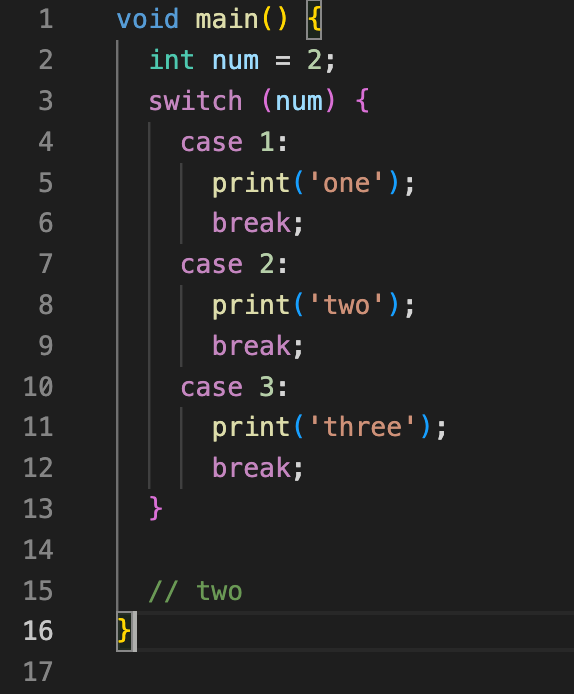 1 void main() {
2 int num = 2;
3 switch (num) {
4 case 1:
5 print('one');
6 break;
7 case 2:
8 print('two');
9 break;
10 case 3:
11 print('three');
12 break;
13 }
14
15 // two
16 }
17